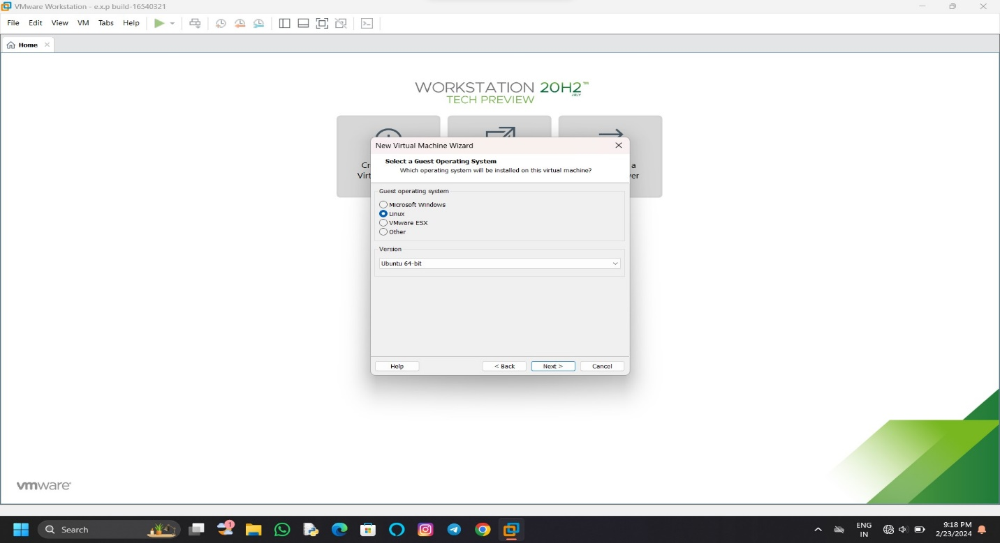 VMware Workstation - e.x.p build-16540321
File Edit View VM Tabs Help
Home
WORKSTATION 20H2™
JULY
TECH PREVIEW
New Virtual Machine Wizard
Select a Guest Operating System
Which operating system will be installed on this virtual machine?
Cr a
Virt ver
Guest operating system
Microsoft Windows
Linux
VMware ESX
Other
Version
Ubuntu 64-bit
Help < Back Next > Cancel
vmware®
Search 1 ENG 9:18 PM
IN 2/23/2024